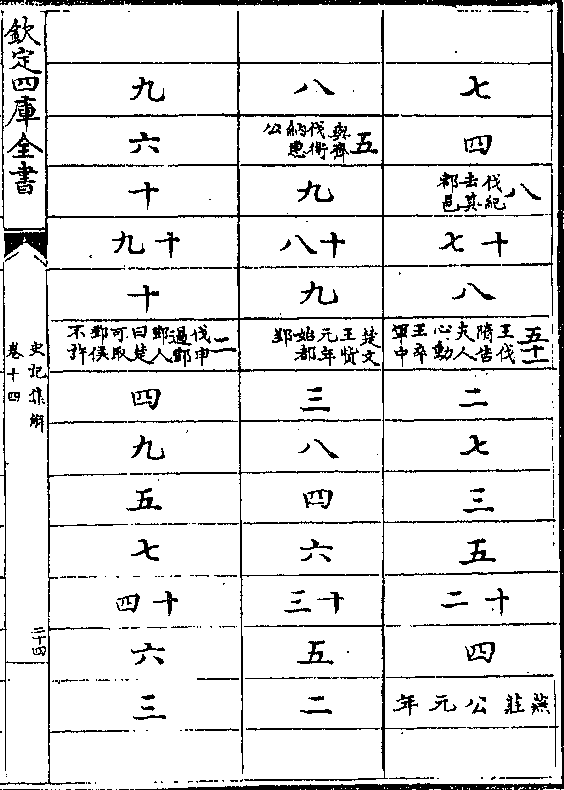 七
四
八 伐紀去其都邑
十七
八
五十一 王伐隋告夫人心動王卒軍中
二
七
三
五
十二
四
燕莊公元年
八
五 與齊伐衛納惠公
九
十八
九
楚文王貲元年始都郢
三
八
四
六
十三
五
二
九
六
十
十九
十
二 伐申過鄧鄧人曰楚可取鄧侯不許
四
九
五
七
十四
六
三
欽定四庫全書
史記集解
卷十四
二十四